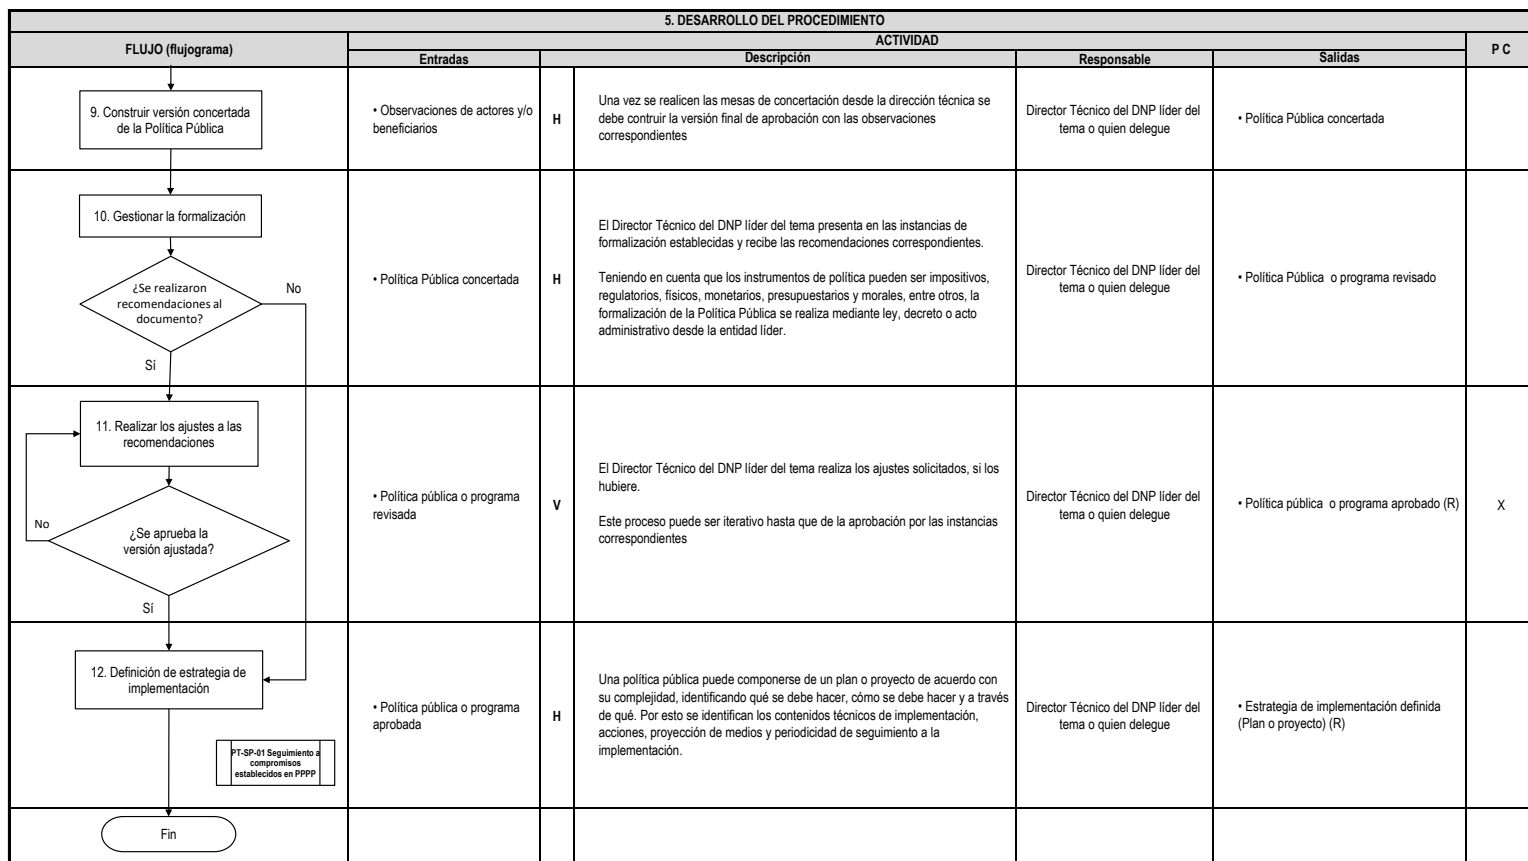 5. DESARROLLO DEL PROCEDIMIENTO
FLUJO (flujograma)
ACTIVIDAD
P C
Entradas
Descripción
Responsable
Salidas
9. Construir versión concertada
de la Política Pública
• Observaciones de actores y/o
beneficiarios
H
Una vez se realicen las mesas de concertación desde la dirección técnica se
debe contruir la versión final de aprobación con las observaciones
correspondientes
Director Técnico del DNP líder del
tema o quien delegue
• Política Pública concertada
10. Gestionar la formalización
¿Se realizaron
recomendaciones al
documento?
No
Sí
• Política Pública concertada
H
El Director Técnico del DNP líder del tema presenta en las instancias de
formalización establecidas y recibe las recomendaciones correspondientes.
Teniendo en cuenta que los instrumentos de política pueden ser impositivos,
regulatorios, físicos, monetarios, presupuestarios y morales, entre otros, la
formalización de la Política Pública se realiza mediante ley, decreto o acto
administrativo desde la entidad líder.
Director Técnico del DNP líder del
tema o quien delegue
• Política Pública  o programa revisado
11. Realizar los ajustes a las
recomendaciones
No
¿Se aprueba la
versión ajustada?
Sí
• Política pública o programa
revisada
V
El Director Técnico del DNP líder del tema realiza los ajustes solicitados, si los
hubiere.
Este proceso puede ser iterativo hasta que de la aprobación por las instancias
correspondientes
Director Técnico del DNP líder del
tema o quien delegue
• Política pública  o programa aprobado (R)
X
12. Definición de estrategia de
implementación
PT-SP-01 Seguimiento a
compromisos
establecidos en PPPP
• Política pública o programa
aprobada
H
Una política pública puede componerse de un plan o proyecto de acuerdo con
su complejidad, identificando qué se debe hacer, cómo se debe hacer y a través
de qué. Por esto se identifican los contenidos técnicos de implementación,
acciones, proyección de medios y periodicidad de seguimiento a la
implementación.
Director Técnico del DNP líder del
tema o quien delegue
• Estrategia de implementación definida
(Plan o proyecto) (R)
Fin